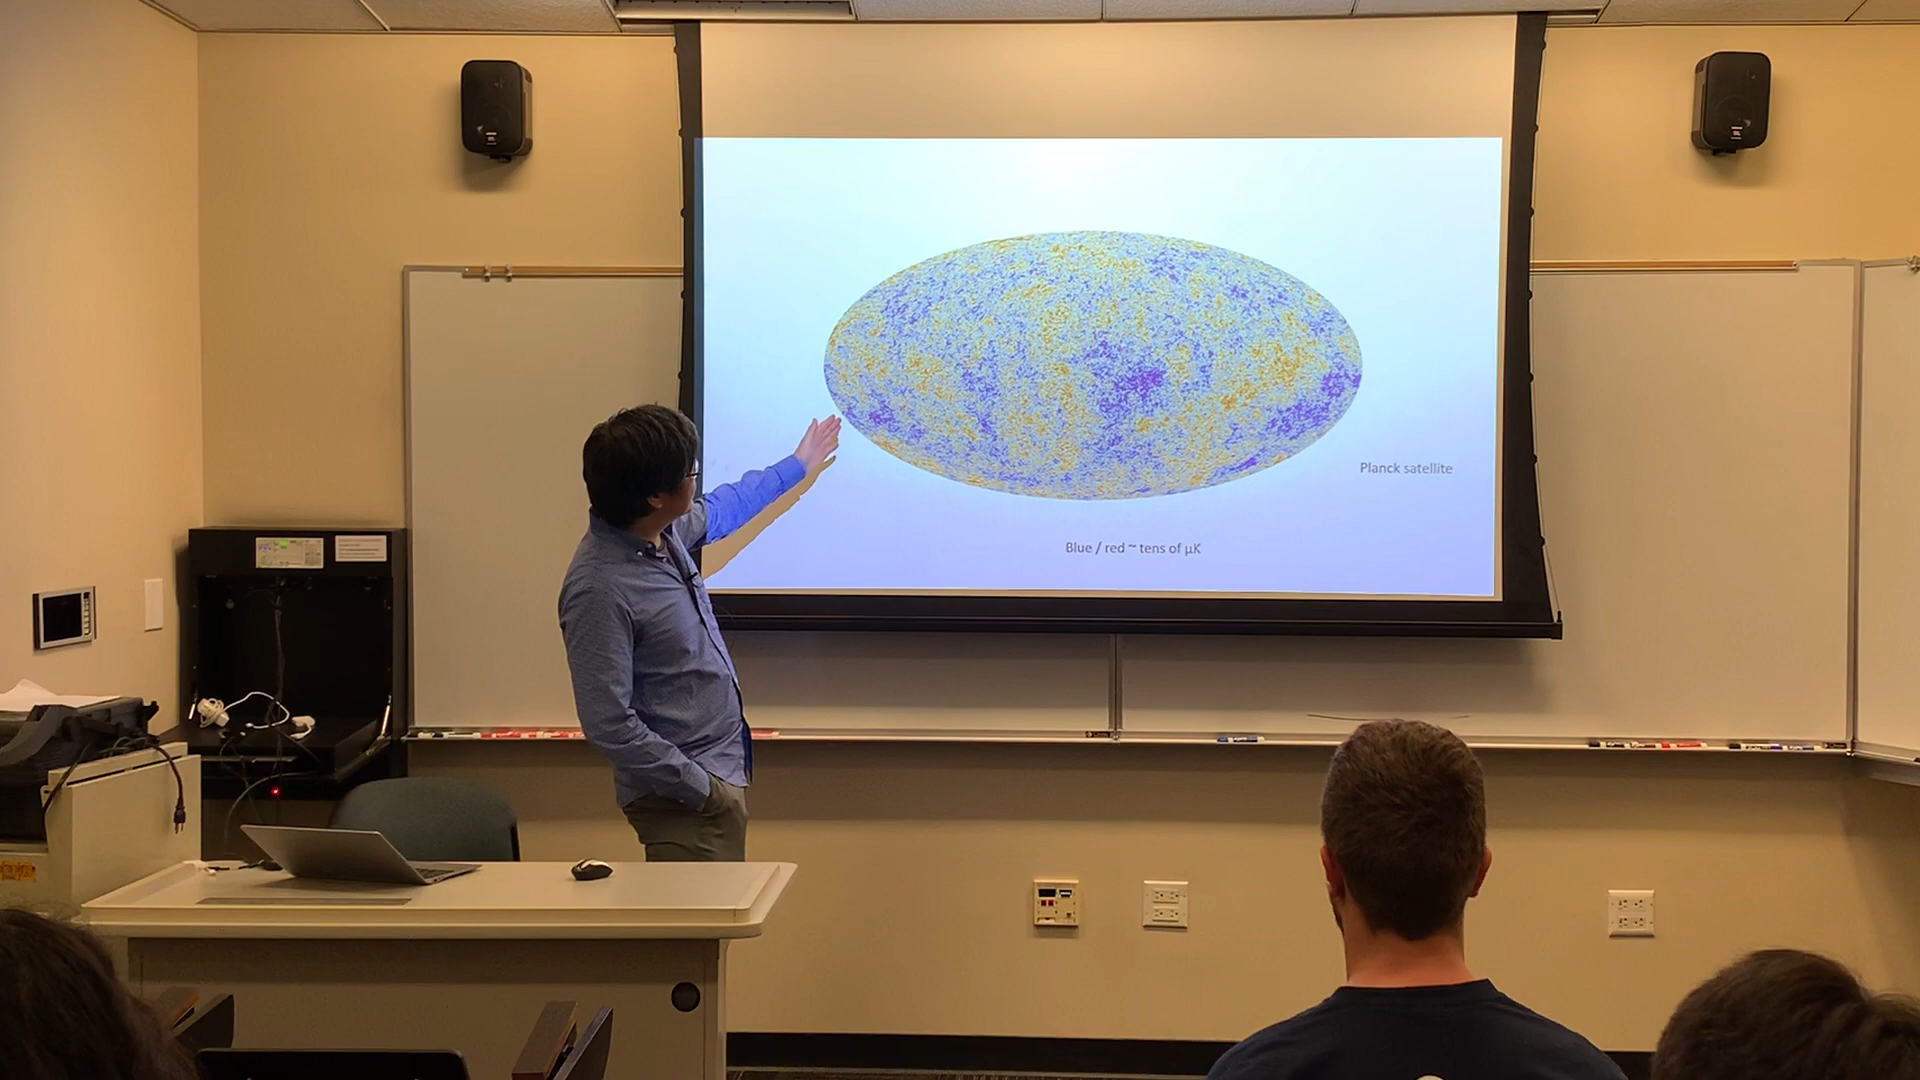 Planck satellite
Blue / red ~ tens of µK